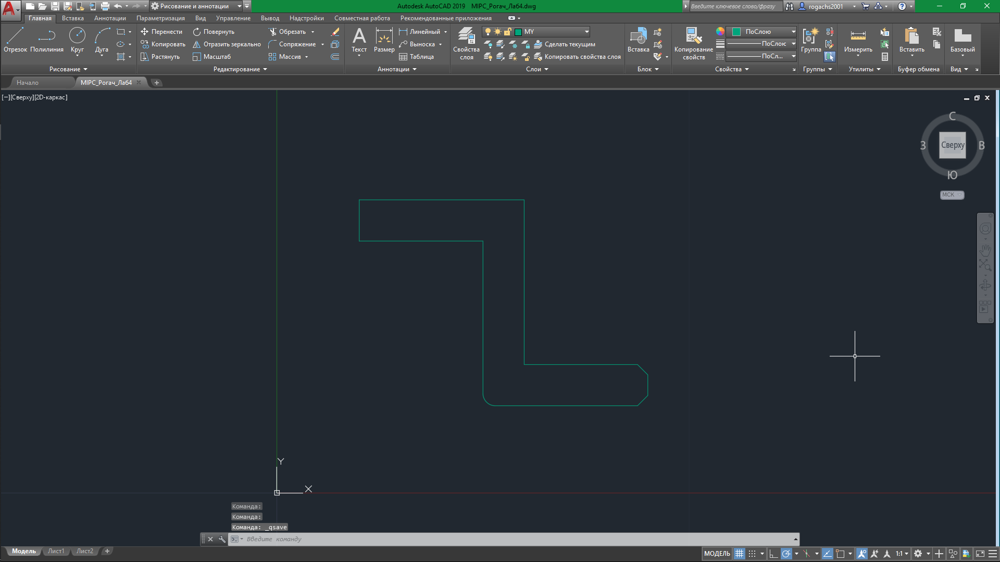 Рисование и аннотации
Autodesk AutoCAD 2019 MIPC_Рогач_Ла64.dwg
Введите ключевое слово/фразу
rogachs2001
Главная Вставка Аннотации Параметризация Вид Управление Вывод Надстройки Совместная работа Рекомендованные приложения
Отрезок Полилиния Круг Дуга
Перенести Повернуть Обрезать
Копировать Отразить зеркально Сопряжение
Растянуть Масштаб Массив
Текст Размер
Линейный
Выноска
Таблица
Свойства слоя
MY
Сделать текущим
Копировать свойства слоя
Вставка
Копирование свойств
ПоСлою
ПоСлою
ПоСл...
Группа
Измерить
Вставить
Базовый
Рисование Редактирование Аннотации Слои Блок Свойства Группы Утилиты Буфер обмена Вид
Начало MIPC_Рогач_Ла64
[−][Сверху][2D-каркас]
С
З Сверху В
Ю
МСК
Y
X
Команда:
Команда:
Команда: _qsave
Введите команду
Модель Лист1 Лист2 +
МОДЕЛЬ 1:1